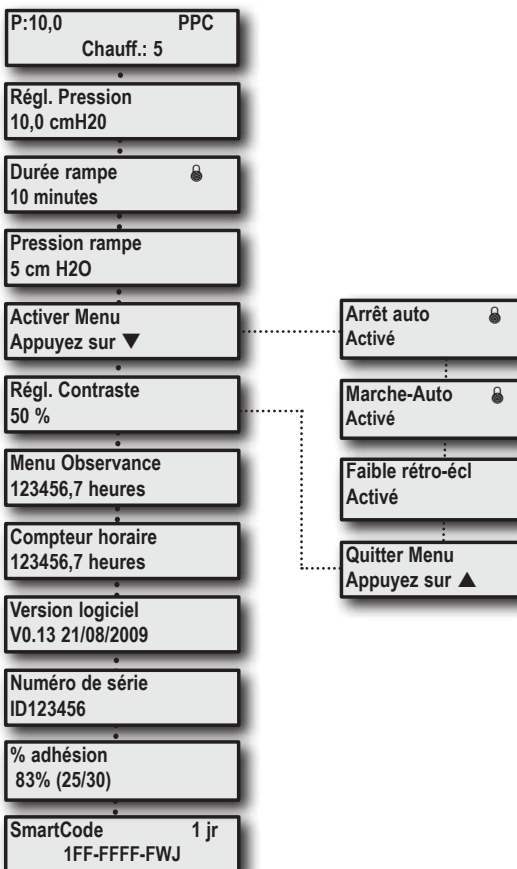 P:10,0 PPC
Chauff.: 5
Régl. Pression
10,0 cmH20
Durée rampe
10 minutes
Pression rampe
5 cm H2O
Activer Menu
Appuyez sur ▼
Régl. Contraste
50 %
Menu Observance
123456,7 heures
Compteur horaire
123456,7 heures
Version logiciel
V0.13 21/08/2009
Numéro de série
ID123456
% adhésion
83% (25/30)
SmartCode 1 jr
1FF-FFFF-FWJ
Arrêt auto
Activé
Marche-Auto
Activé
Faible rétro-écl
Activé
Quitter Menu
Appuyez sur ▲